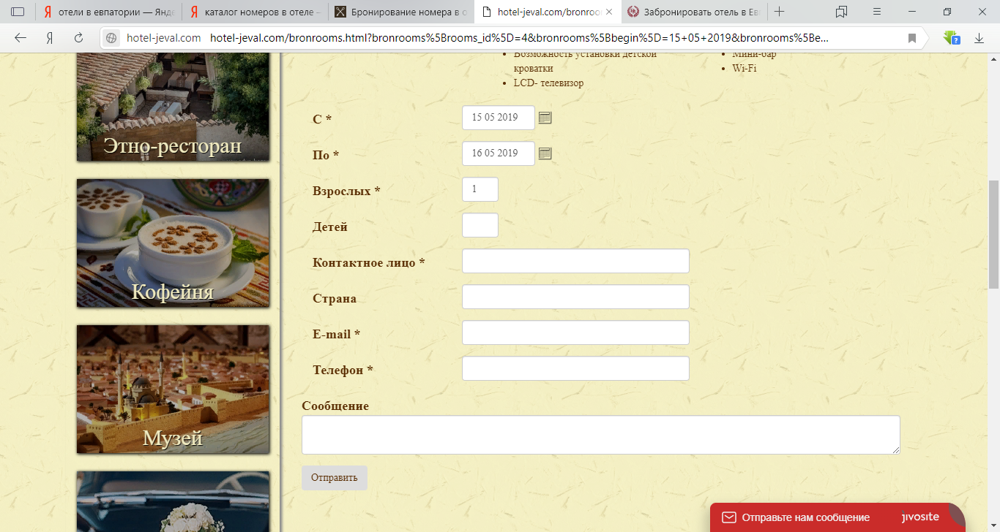 отели в евпатории — Янде
каталог номеров в отеле –
Бронирование номера в о
hotel-jeval.com/bronroo
Забронировать отель в Ев
Я
hotel-jeval.com hotel-jeval.com/bronrooms.html?bronrooms%5Brooms_id%5D=4&bronrooms%5Bbegin%5D=15+05+2019&bronrooms%5Be...
Возможность установки детской
кроватки
LCD- телевизор
Мини-бар
Wi-Fi
Этно-ресторан
Кофейня
Музей
С *
15 05 2019
По *
16 05 2019
Взрослых *
1
Детей
Контактное лицо *
Страна
E-mail *
Телефон *
Сообщение
Отправить
Отправьте нам сообщение
jivosite